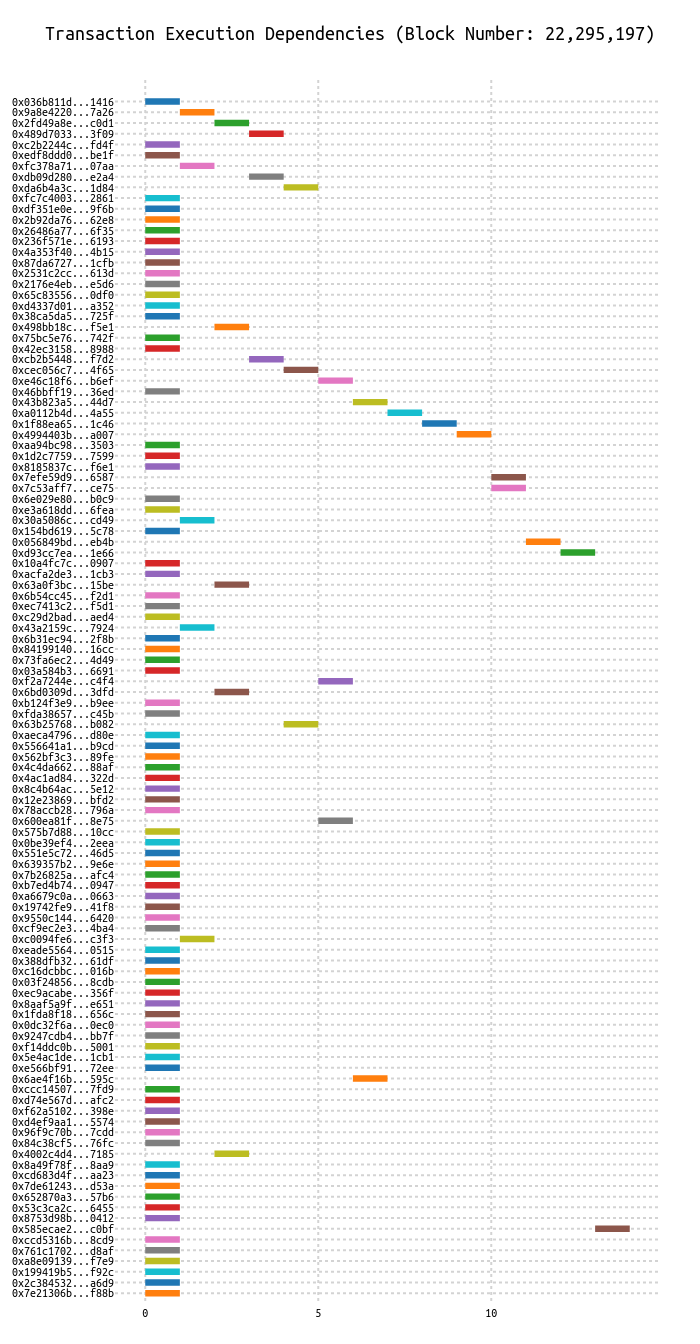 Transaction Execution Dependencies (Block Number: 22,295,197)
0x036b811d...1416
0x9a8e4220...7a26
0x2fd49a8e...c0d1
0x489d7033...3f09
0xc2b2244c...fd4f
0xedf8ddd0...be1f
0xfc378a71...07aa
0xdb09d280...e2a4
0xda6b4a3c...1d84
0xfc7c4003...2861
0xdf351e0e...9f6b
0x2b92da76...62e8
0x26486a77...6f35
0x236f571e...6193
0x4a353f40...4b15
0x87da6727...1cfb
0x2531c2cc...613d
0x2176e4eb...e5d6
0x65c83556...0df0
0xd4337d01...a352
0x38ca5da5...725f
0x498bb18c...f5e1
0x75bc5e76...742f
0x42ec3158...8988
0xcb2b5448...f7d2
0xcec056c7...4f65
0xe46c18f6...b6ef
0x46bbff19...36ed
0x43b823a5...44d7
0xa0112b4d...4a55
0x1f88ea65...1c46
0x4994403b...a007
0xaa94bc98...3503
0x1d2c7759...7599
0x8185837c...f6e1
0x7efe59d9...6587
0x7c53aff7...ce75
0x6e029e80...b0c9
0xe3a618dd...6fea
0x30a5086c...cd49
0x154bd619...5c78
0x056849bd...eb4b
0xd93cc7ea...1e66
0x10a4fc7c...0907
0xacfa2de3...1cb3
0x63a0f3bc...15be
0x6b54cc45...f2d1
0xec7413c2...f5d1
0xc29d2bad...aed4
0x43a2159c...7924
0x6b31ec94...2f8b
0x84199140...16cc
0x73fa6ec2...4d49
0x03a584b3...6691
0xf2a7244e...c4f4
0x6bd0309d...3dfd
0xb124f3e9...b9ee
0xfda38657...c45b
0x63b25768...b082
0xaeca4796...d80e
0x556641a1...b9cd
0x562bf3c3...89fe
0x4c4da662...88af
0x4ac1ad84...322d
0x8c4b64ac...5e12
0x12e23869...bfd2
0x78accb28...796a
0x600ea81f...8e75
0x575b7d88...10cc
0x0be39ef4...2eea
0x551e5c72...46d5
0x639357b2...9e6e
0x7b26825a...afc4
0xb7ed4b74...0947
0xa6679c0a...0663
0x19742fe9...41f8
0x9550c144...6420
0xcf9ec2e3...4ba4
0xc0094fe6...c3f3
0xeade5564...0515
0x388dfb32...61df
0xc16dcbbc...016b
0x03f24856...8cdb
0xec9acabe...356f
0x8aaf5a9f...e651
0x1fda8f18...656c
0x0dc32f6a...0ec0
0x9247cdb4...bb7f
0xf14ddc0b...5001
0x5e4ac1de...1cb1
0xe566bf91...72ee
0x6ae4f16b...595c
0xccc14507...7fd9
0xd74e567d...afc2
0xf62a5102...398e
0xd4ef9aa1...5574
0x96f9c70b...7cdd
0x84c38cf5...76fc
0x4002c4d4...7185
0x8a49f78f...8aa9
0xcd683d4f...aa23
0x7de61243...d53a
0x652870a3...57b6
0x53c3ca2c...6455
0x8753d98b...0412
0x585ecae2...c0bf
0xccd5316b...8cd9
0x761c1702...d8af
0xa8e09139...f7e9
0x199419b5...f92c
0x2c384532...a6d9
0x7e21306b...f88b
0 5 10